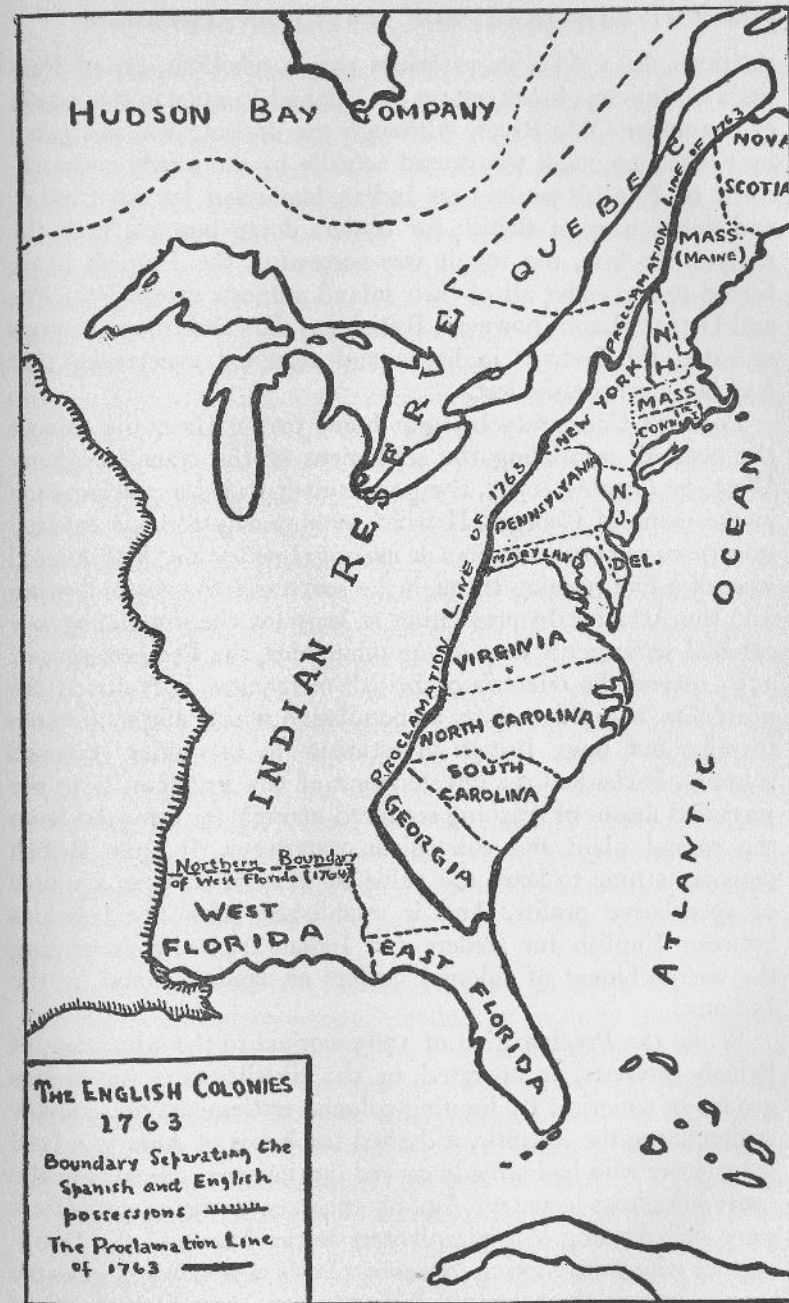 HUDSON BAY COMPANY
QUEBEC
PROCLAMATION LINE OF 1763
NOVA
SCOTIA
MASS.
(MAINE)
N.
H.
NEW YORK
MASS
R.I.
CONNECT
PENNSYLVANIA
N.
J.
MARYLAND
DEL.
INDIAN RESERVE
PROCLAMATION LINE OF 1763
VIRGINIA
NORTH CAROLINA
SOUTH
CAROLINA
GEORGIA
ATLANTIC OCEAN
Northern Boundary
of West Florida (1764)
WEST
FLORIDA
EAST
FLORIDA
THE ENGLISH COLONIES
1763
Boundary Separating the
Spanish and English
possessions
The Proclamation Line
of 1763